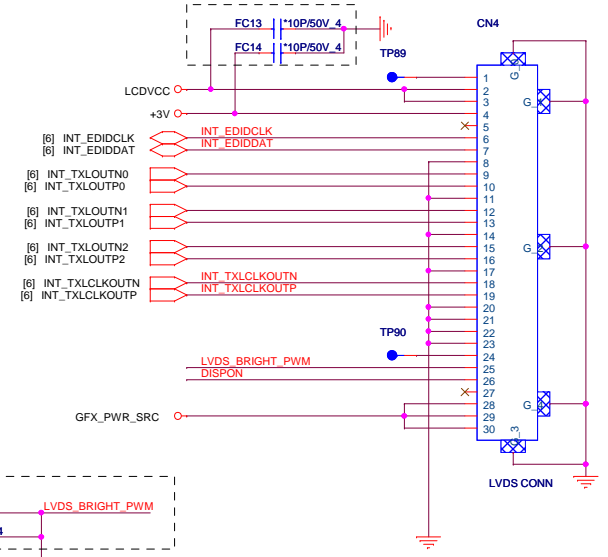 FC13 *10P/50V_4 CN4
FC14 *10P/50V_4
TP89
G_
1
LCDVCC 2
3 G_
+3V 4
5
[6] INT_EDIDCLK INT_EDIDCLK 6
[6] INT_EDIDDAT INT_EDIDDAT 7
8
[6] INT_TXLOUTN0 9
[6] INT_TXLOUTP0 10
11
[6] INT_TXLOUTN1 12
[6] INT_TXLOUTP1 13
14
[6] INT_TXLOUTN2 15 G_
[6] INT_TXLOUTP2 16
17
[6] INT_TXLCLKOUTN INT_TXLCLKOUTN 18
[6] INT_TXLCLKOUTP INT_TXLCLKOUTP 19
20
21
22
TP90 23
24
LVDS_BRIGHT_PWM 25
DISPON 26
27
28 G_
GFX_PWR_SRC 29
30
G_3
LVDS CONN
LVDS_BRIGHT_PWM